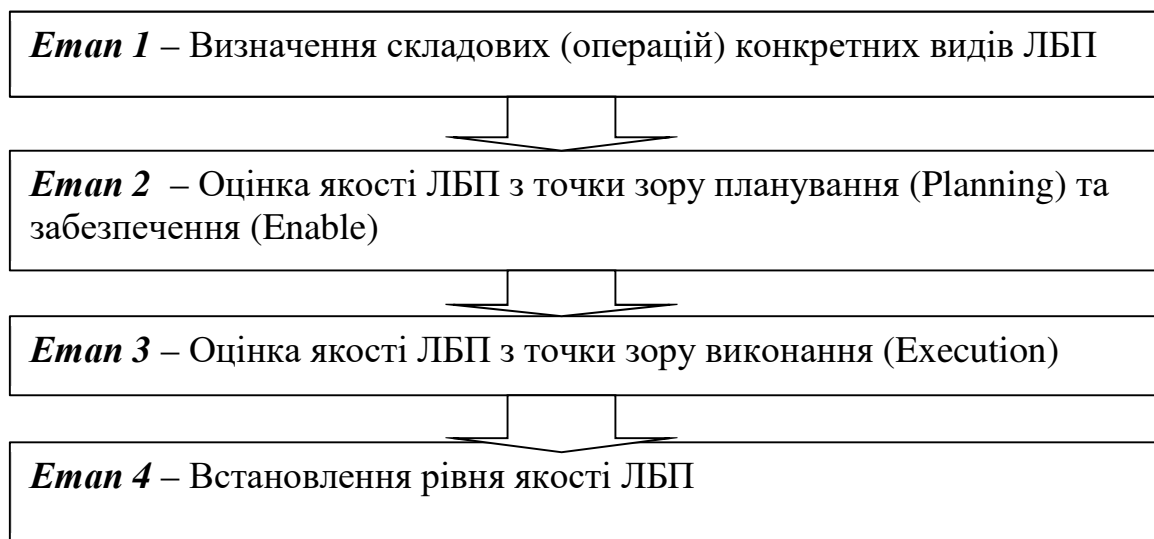 Етап 1 – Визначення складових (операцій) конкретних видів ЛБП
Етап 2 – Оцінка якості ЛБП з точки зору планування (Planning) та
забезпечення (Enable)
Етап 3 – Оцінка якості ЛБП з точки зору виконання (Execution)
Етап 4 – Встановлення рівня якості ЛБП